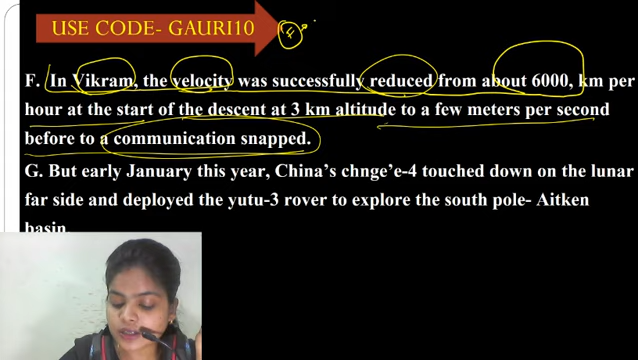 USE CODE- GAURI10
4
F. In Vikram, the velocity was successfully reduced from about 6000, km per
hour at the start of the descent at 3 km altitude to a few meters per second
before to a communication snapped.
G. But early January this year, China's chnge'e-4 touched down on the lunar
far side and deployed the yutu-3 rover to explore the south pole- Aitken
basin